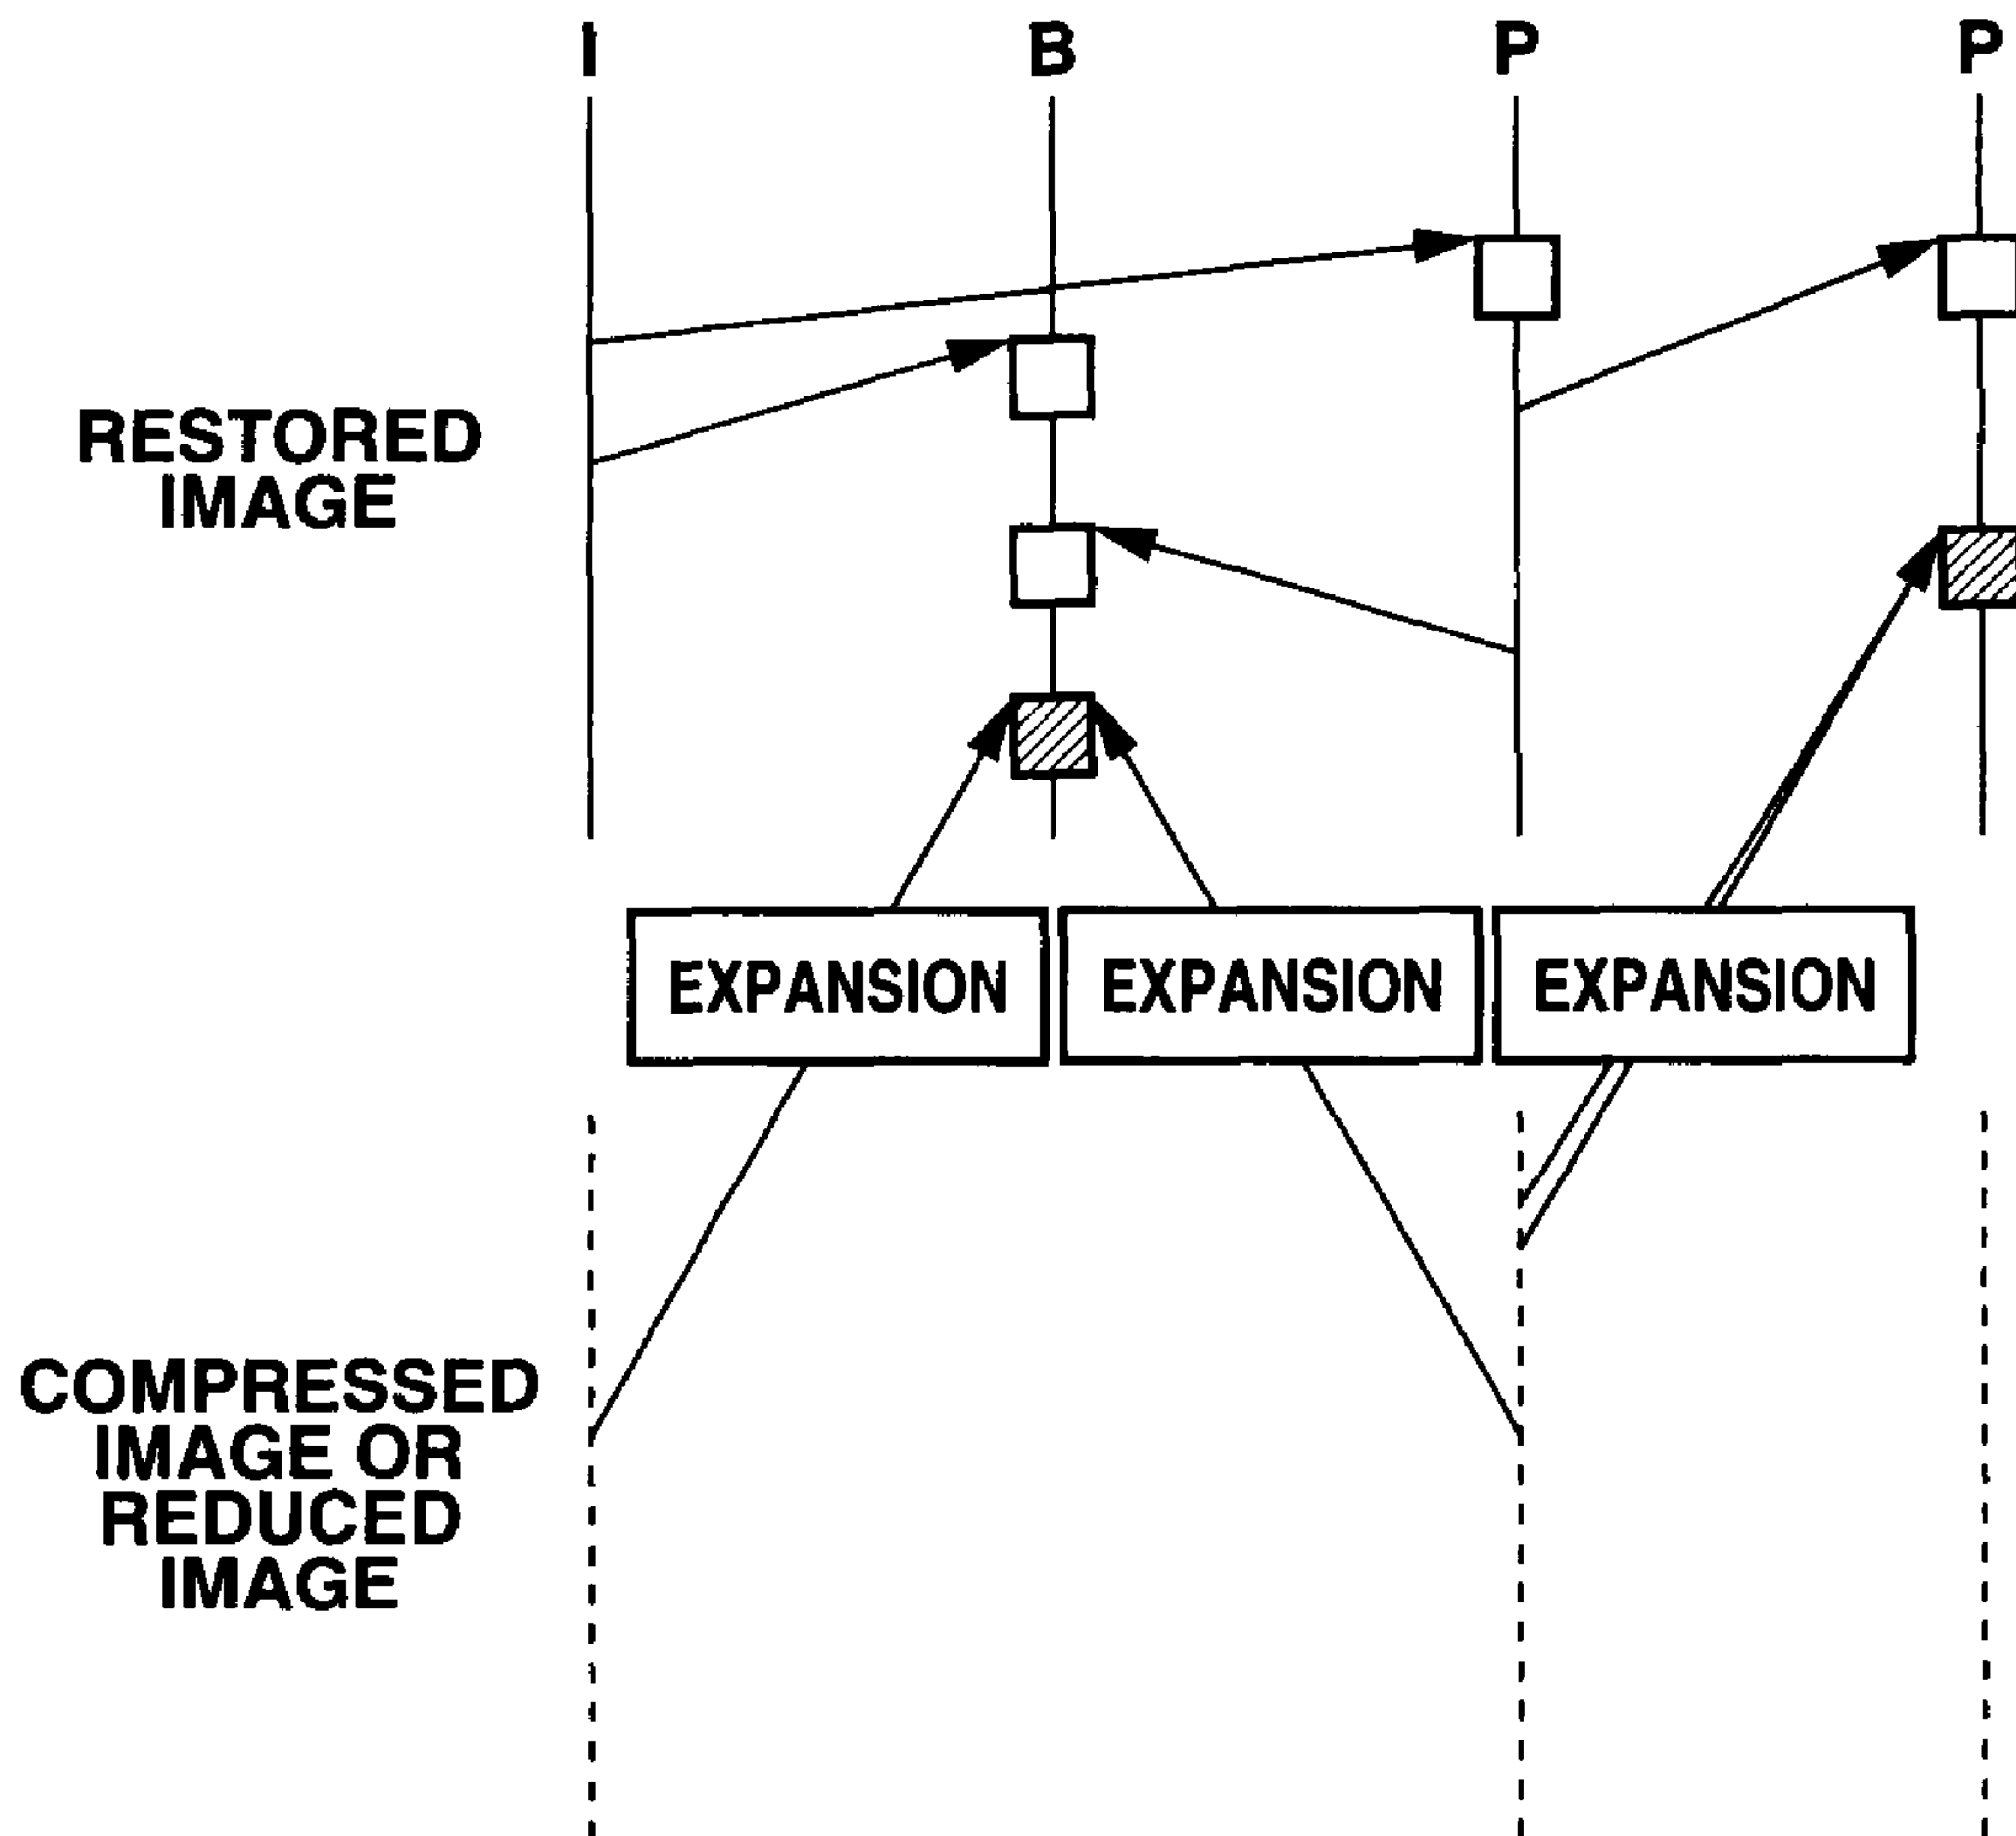 I B P P
RESTORED
IMAGE
EXPANSION EXPANSION EXPANSION
COMPRESSED
IMAGE OR
REDUCED
IMAGE